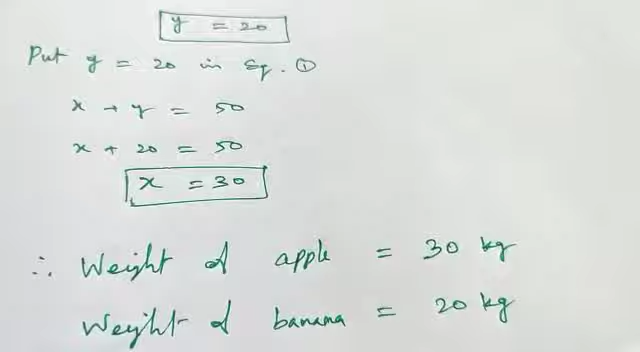 y = 20
Put y = 20 in Eq. ①
x + y = 50
x + 20 = 50
x = 30
∴ Weight of apple = 30 kg
Weight of banana = 20 kg